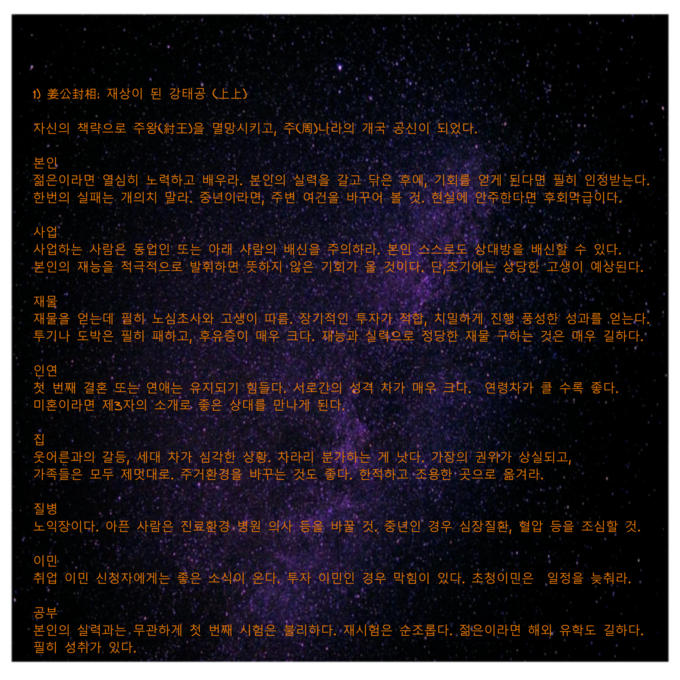 1) 姜公封相: 재상이 된 강태공 (上上)
자신의 책략으로 주왕(紂王)을 멸망시키고, 주(周)나라의 개국 공신이 되었다.
본인
젊은이라면 열심히 노력하고 배우라. 본인의 실력을 갈고 닦은 후에, 기회를 얻게 된다면 필히 인정받는다.
한번의 실패는 개의치 말라. 중년이라면, 주변 여건을 바꾸어 볼 것. 현실에 안주한다면 후회막급이다.
사업
사업하는 사람은 동업인 또는 아래 사람의 배신을 주의하라. 본인 스스로도 상대방을 배신할 수 있다.
본인의 재능을 적극적으로 발휘하면 뜻하지 않은 기회가 올 것이다. 단,초기에는 상당한 고생이 예상된다.
재물
재물을 얻는데 필히 노심초사와 고생이 따름. 장기적인 투자가 적합, 치밀하게 진행 풍성한 성과를 얻는다.
투기나 도박은 필히 패하고, 후유증이 매우 크다. 재능과 실력으로 정당한 재물 구하는 것은 매우 길하다.
인연
첫 번째 결혼 또는 연애는 유지되기 힘들다. 서로간의 성격 차가 매우 크다. 연령차가 클 수록 좋다.
미혼이라면 제3자의 소개로 좋은 상대를 만나게 된다.
집
웃어른과의 갈등, 세대 차가 심각한 상황. 차라리 분가하는 게 낫다. 가장의 권위가 상실되고,
가족들은 모두 제멋대로. 주거환경을 바꾸는 것도 좋다. 한적하고 조용한 곳으로 옮겨라.
질병
노익장이다. 아픈 사람은 진료환경 병원 의사 등을 바꿀 것. 중년인 경우 심장질환, 혈압 등을 조심할 것.
이민
취업 이민 신청자에게는 좋은 소식이 온다. 투자 이민인 경우 막힘이 있다. 초청이민은 일정을 늦춰라.
공부
본인의 실력과는 무관하게 첫 번째 시험은 불리하다. 재시험은 순조롭다. 젊은이라면 해외 유학도 길하다.
필히 성취가 있다.